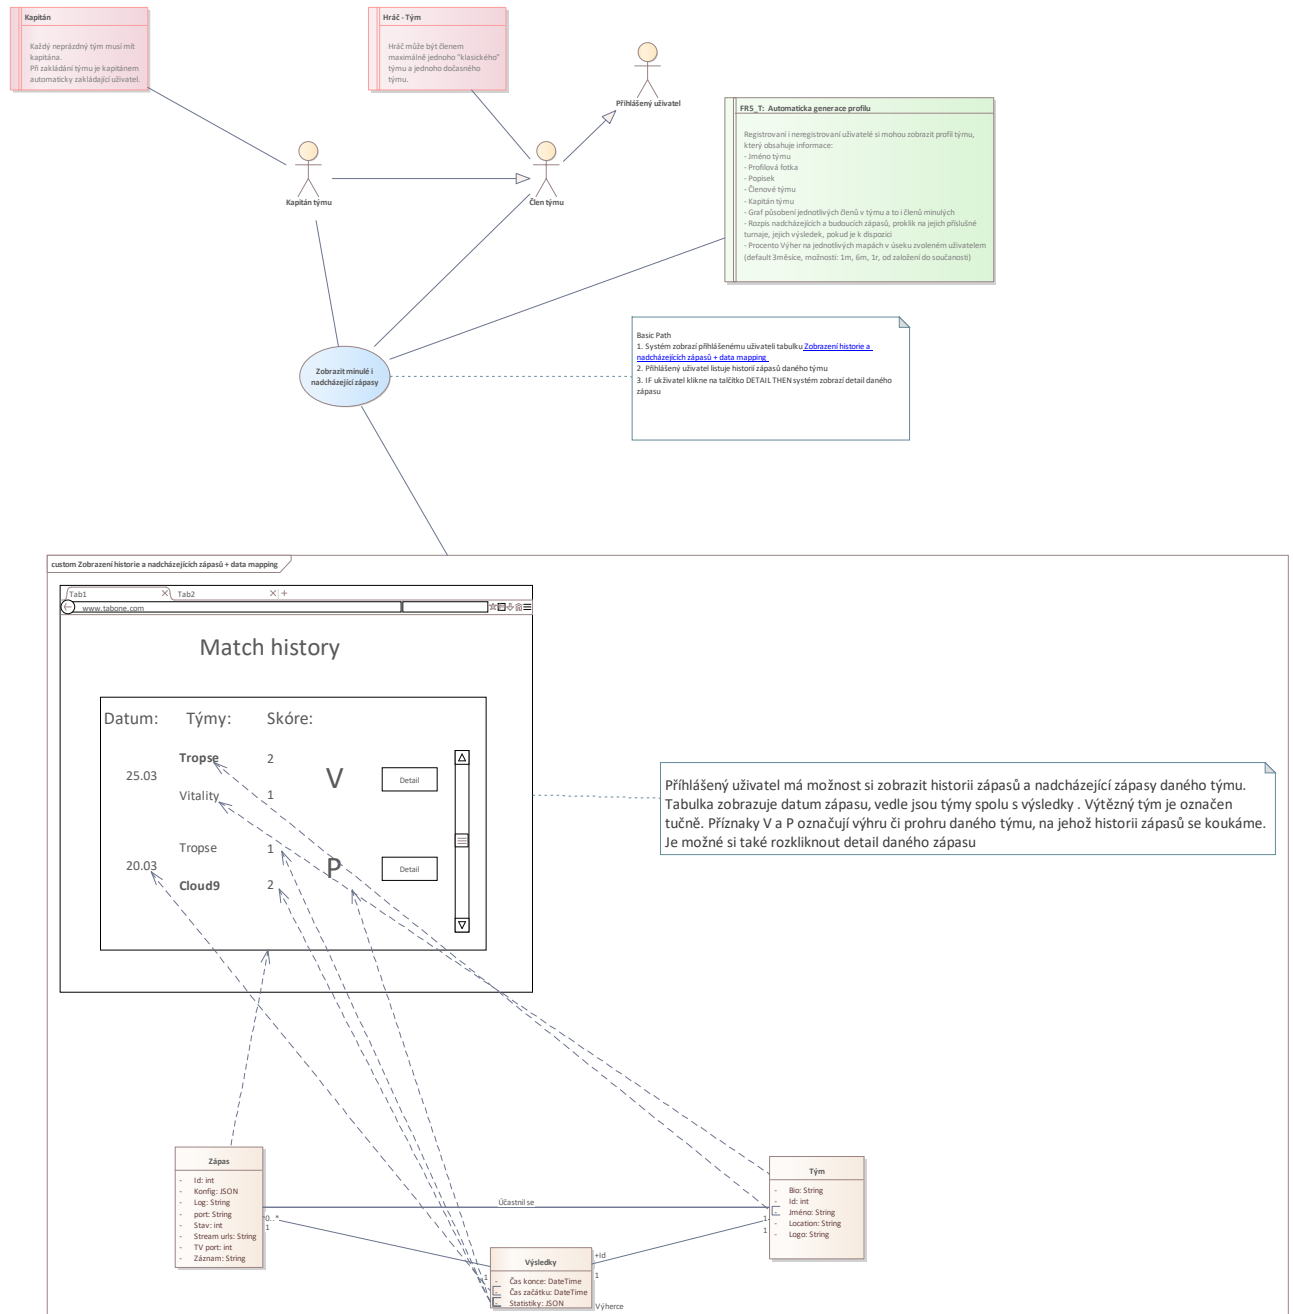 Kapitán
Každý neprázdný tým musí mít
kapitána.
Při zakládání týmu je kapitánem
automaticky zakládající uživatel.
Hráč - Tým
Hráč může být členem
maximálně jednoho "klasického"
týmu a jednoho dočasného
týmu.
Přihlášený uživatel
FR5_T: Automaticka generace profilu
Registrovaní i neregistrovaní uživatelé si mohou zobrazit profil týmu,
který obsahuje informace:
- Jméno týmu
- Profilová fotka
- Popisek
- Členové týmu
- Kapitán týmu
- Graf působení jednotlivých členů v týmu a to i členů minulých
- Rozpis nadcházejících a budoucích zápasů, proklik na jejich příslušné
turnaje, jejich výsledek, pokud je k dispozici
- Procento Výher na jednotlivých mapách v úseku zvoleném uživatelem
(default 3měsíce, možnosti: 1m, 6m, 1r, od založení do součanosti)
Kapitán týmu
Člen týmu
Zobrazit minulé i
nadcházející zápasy
Basic Path
1. Systém zobrazí přihlášenému uživateli tabulku Zobrazení historie a
nadcházejících zápasů + data mapping
2. Přihlášený uživatel listuje historií zápasů daného týmu
3. IF ukživatel klikne na talčítko DETAIL THEN systém zobrazí detail daného
zápasu
custom Zobrazení historie a nadcházejících zápasů + data mapping
Tab1
Tab2
www.tabone.com
Match history
Datum: Týmy: Skóre:
Tropse 2
25.03 V Detail
Vitality 1
Tropse 1
20.03 P Detail
Cloud9 2
Příhlášený uživatel má možnost si zobrazit historii zápasů a nadcházející zápasy daného týmu.
Tabulka zobrazuje datum zápasu, vedle jsou týmy spolu s výsledky . Výtězný tým je označen
tučně. Příznaky V a P označují výhru či prohru daného týmu, na jehož historii zápasů se koukáme.
Je možné si také rozkliknout detail daného zápasu
Zápas
- Id: int
- Konfig: JSON
- Log: String
- port: String
- Stav: int
- Stream urls: String
- TV port: int
- Záznam: String
0..*
1
Účastnil se
Tým
- Bio: String
- Id: int
- Jméno: String
- Location: String
- Logo: String
1
1
Výsledky
- Čas konce: DateTime
- Čas začátku: DateTime
- Statistiky: JSON
1
+Id
1
Výherce